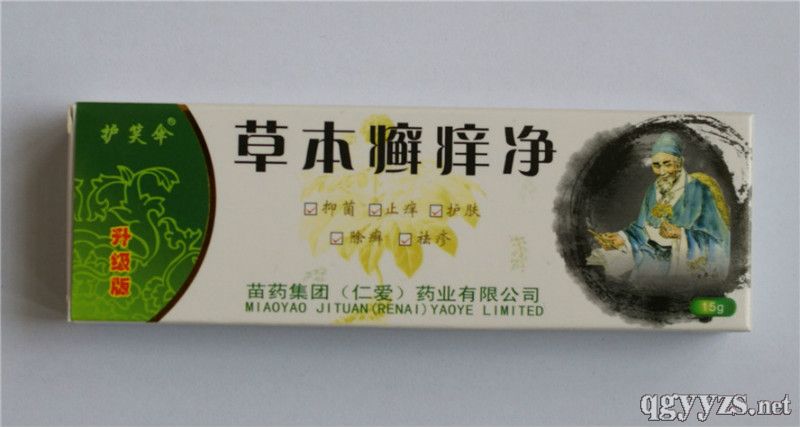 护笑伞®
升级版
草本癣痒净
☑抑菌 ☑止痒 ☑护肤
☑除癣 ☑祛疹
苗药集团（仁爱）药业有限公司
MIAOYAO JITUAN(RENAI)YAOYE LIMITED
15g
qgyyzs.net